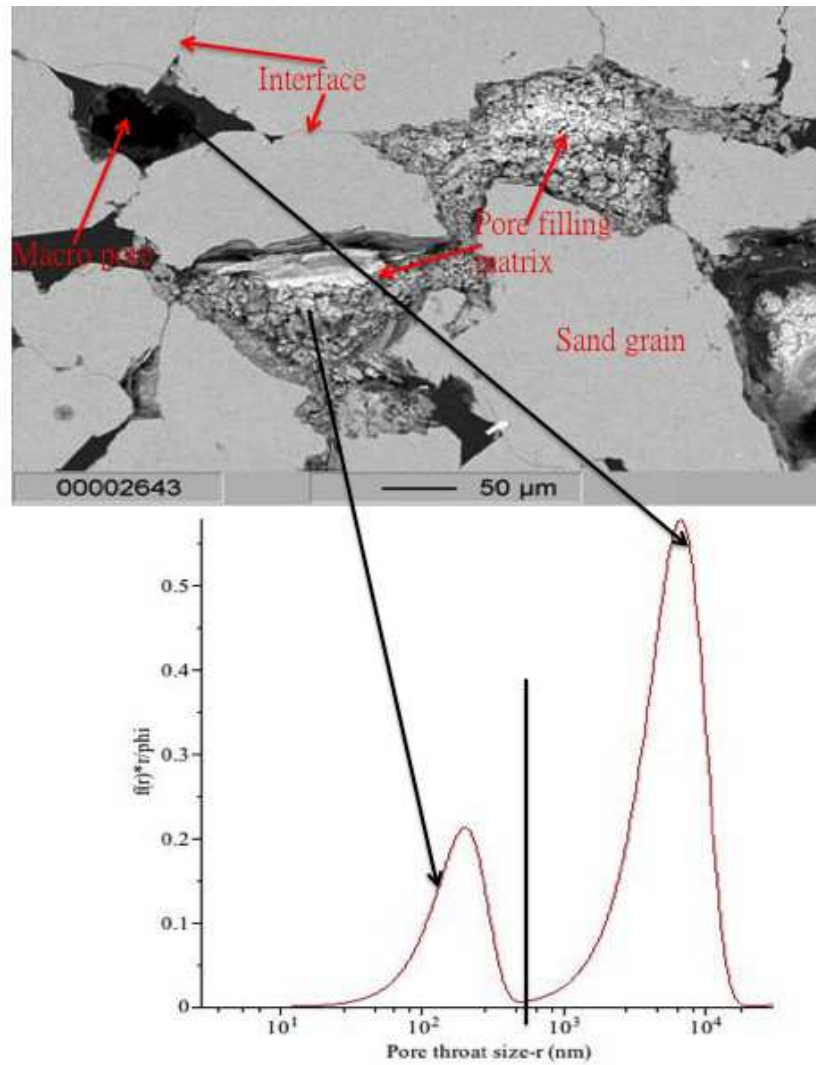 Interface
Macro pore
Pore filling
matrix
Sand grain
00002643
50 µm
0.5
0.4
0.3
0.2
0.1
0
10¹
10²
10³
10⁴
f(r)*r/phi
Pore throat size-r (nm)